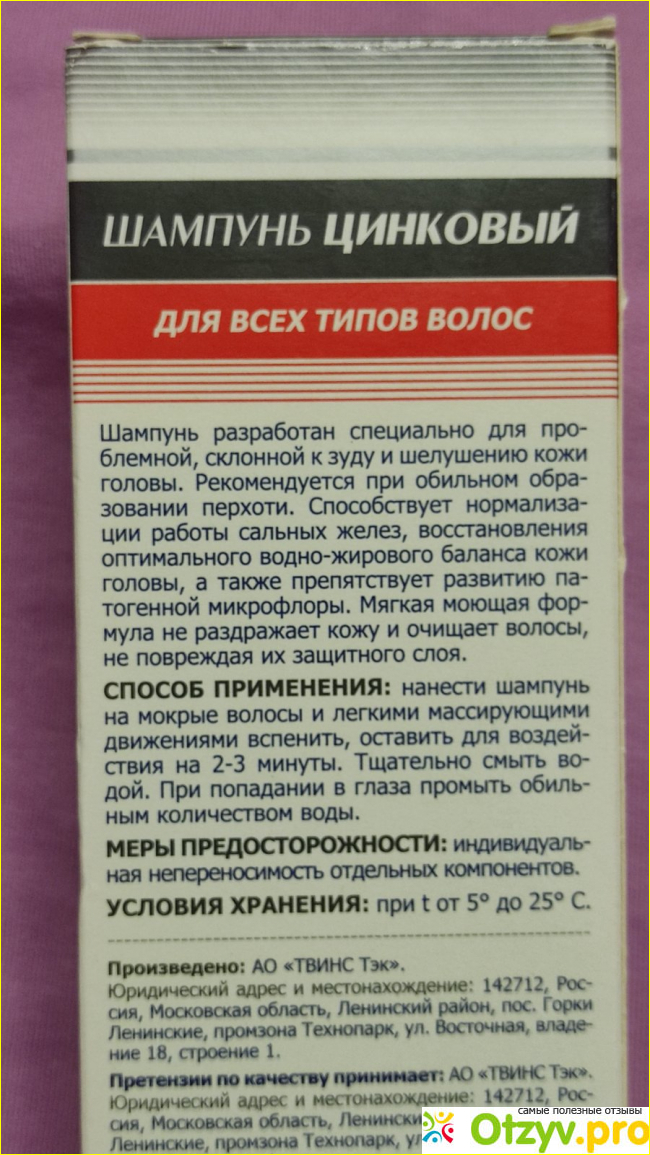 ШАМПУНЬ ЦИНКОВЫЙ
ДЛЯ ВСЕХ ТИПОВ ВОЛОС
Шампунь разработан специально для про-
блемной, склонной к зуду и шелушению кожи
головы. Рекомендуется при обильном обра-
зовании перхоти. Способствует нормализа-
ции работы сальных желез, восстановления
оптимального водно-жирового баланса кожи
головы, а также препятствует развитию па-
тогенной микрофлоры. Мягкая моющая фор-
мула не раздражает кожу и очищает волосы,
не повреждая их защитного слоя.
СПОСОБ ПРИМЕНЕНИЯ: нанести шампунь
на мокрые волосы и легкими массирующими
движениями вспенить, оставить для воздей-
ствия на 2-3 минуты. Тщательно смыть во-
дой. При попадании в глаза промыть обиль-
ным количеством воды.
МЕРЫ ПРЕДОСТОРОЖНОСТИ: индивидуаль-
ная непереносимость отдельных компонентов.
УСЛОВИЯ ХРАНЕНИЯ: при t от 5° до 25° С.
Произведено: АО «ТВИНС Тэк».
Юридический адрес и местонахождение: 142712, Рос-
сия, Московская область, Ленинский район, пос. Горки
Ленинские, промзона Технопарк, ул. Восточная, владе-
ние 18, строение 1.
Претензии по качеству принимает: АО «ТВИНС Тэк».
Юридический адрес и местонахождение: 142712, Рос-
сия, Московская область,
Ленинские, промзона Технопарк,
самые полезные отзывы
Otzyv.pro